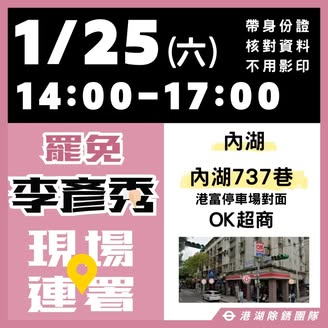 1/25(六)
14:00-17:00
帶身份證
核對資料
不用影印
罷免
李彥秀
現場
連署
內湖
內湖737巷
港富停車場對面
OK超商
港湖除銹團隊